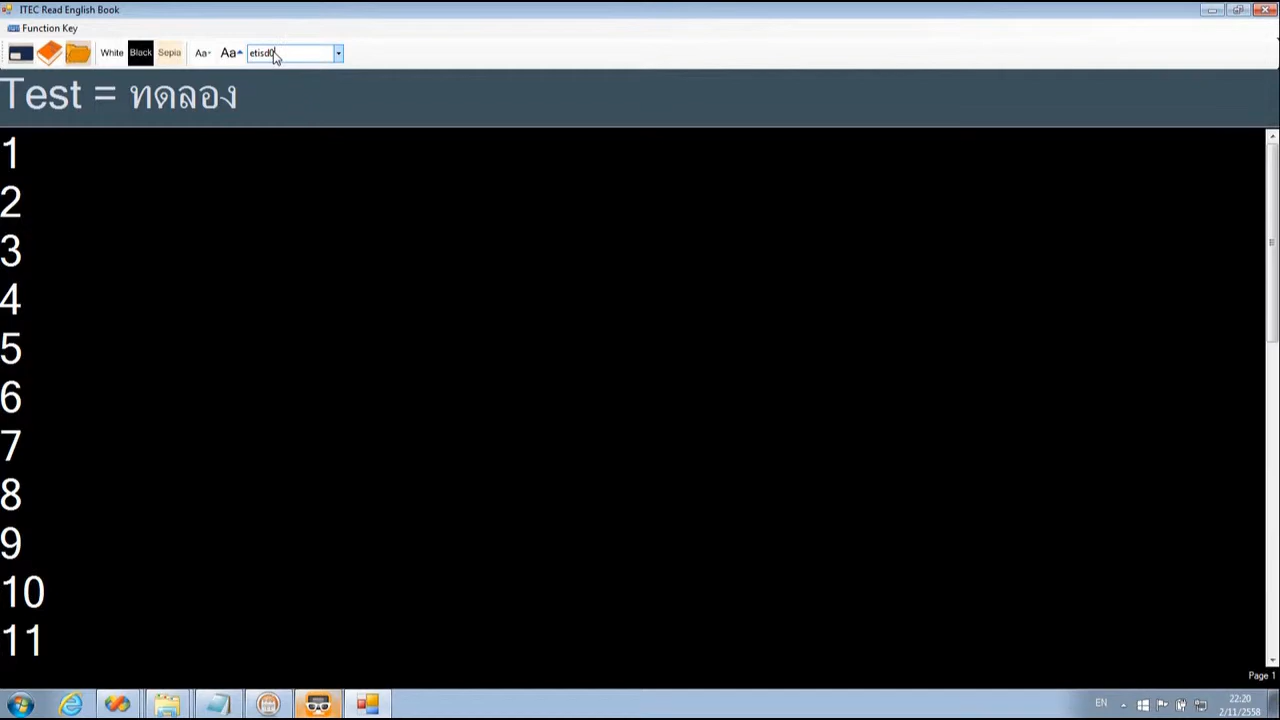 ITEC Read English Book
Function Key
White Black Sepia Aa- Aa etisd0
Test = ทดลอง
1
2
3
4
5
6
7
8
9
10
11
Page 1
EN
22:20
2/11/2558